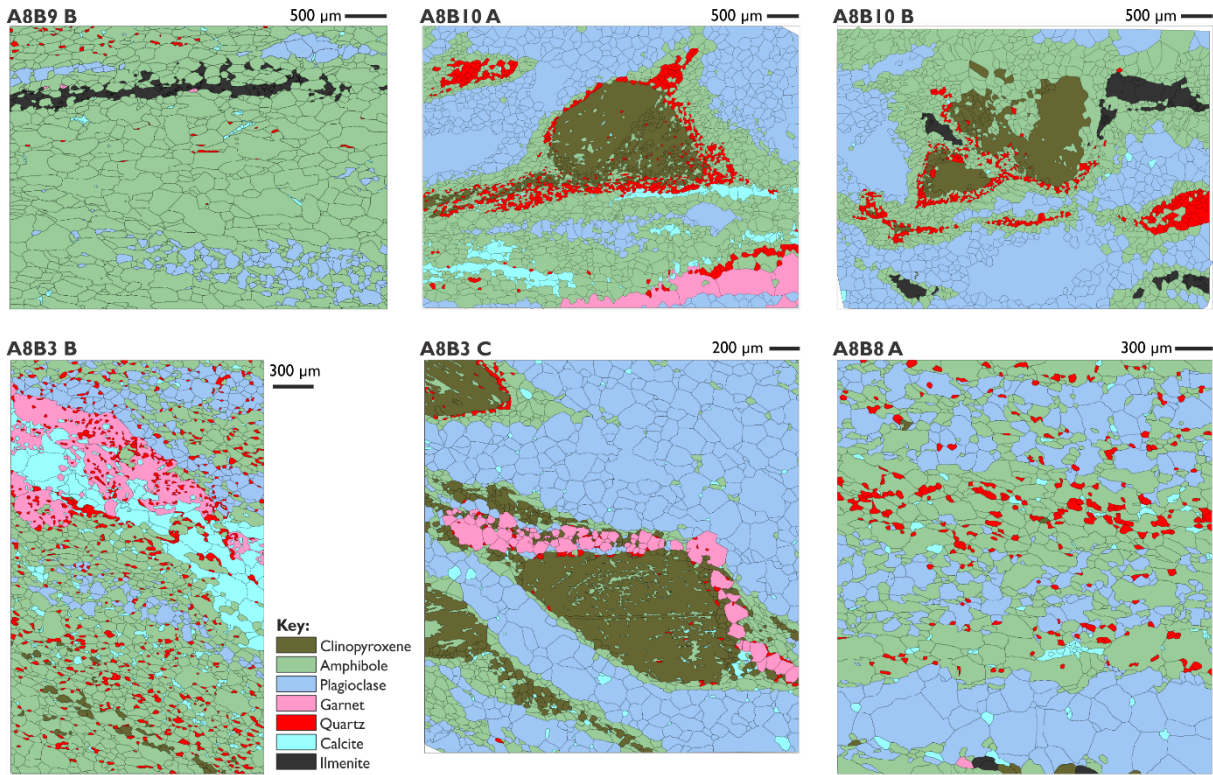 A8B9 B
500 µm
A8B10 A
500 µm
A8B10 B
500 µm
A8B3 B
300 µm
A8B3 C
200 µm
A8B8 A
300 µm
Key:
Clinopyroxene
Amphibole
Plagioclase
Garnet
Quartz
Calcite
Ilmenite